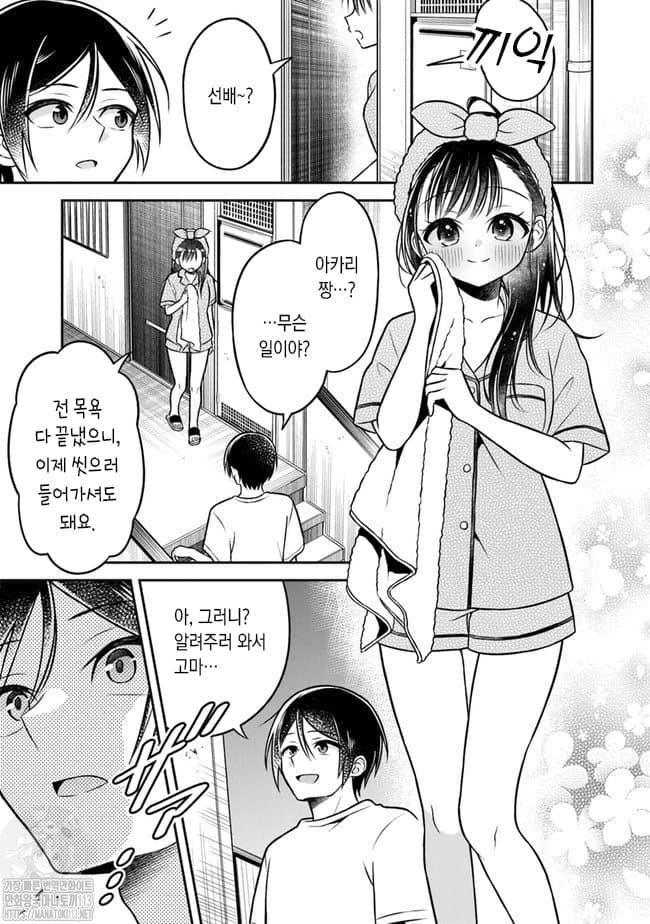 끼익
선배~?
아카리
짱…?
…무슨
일이야?
전 목욕
다 끝냈으니,
이제 씻으러
들어가셔도
돼요.
아, 그러니?
알려주러 와서
고마…
가장 빠른 번역만화이트
만화왕국마나토끼113
HTTPS://MANATOKI113.NET